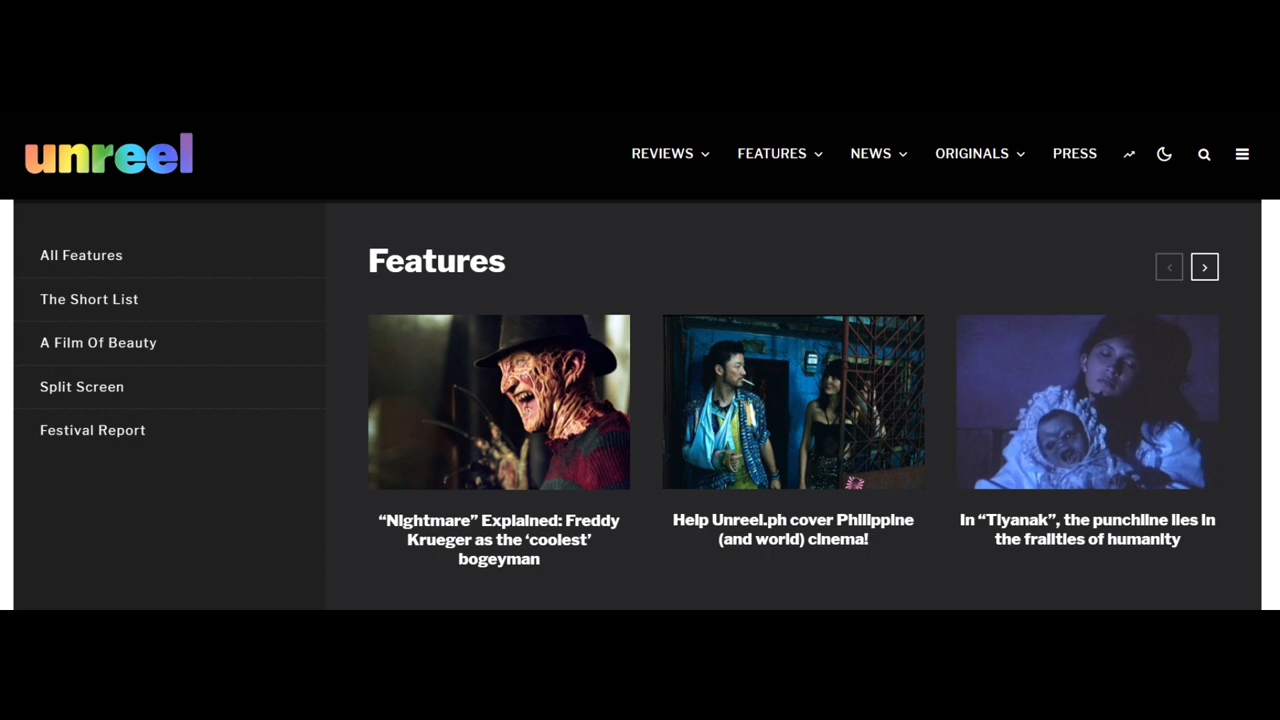 unreel
REVIEWS
FEATURES
NEWS
ORIGINALS
PRESS
All Features
The Short List
A Film Of Beauty
Split Screen
Festival Report
Features
“Nightmare” Explained: Freddy
Krueger as the ‘coolest’
bogeyman
Help Unreel.ph cover Philippine
(and world) cinema!
In “Tiyanak”, the punchline lies in
the frailties of humanity